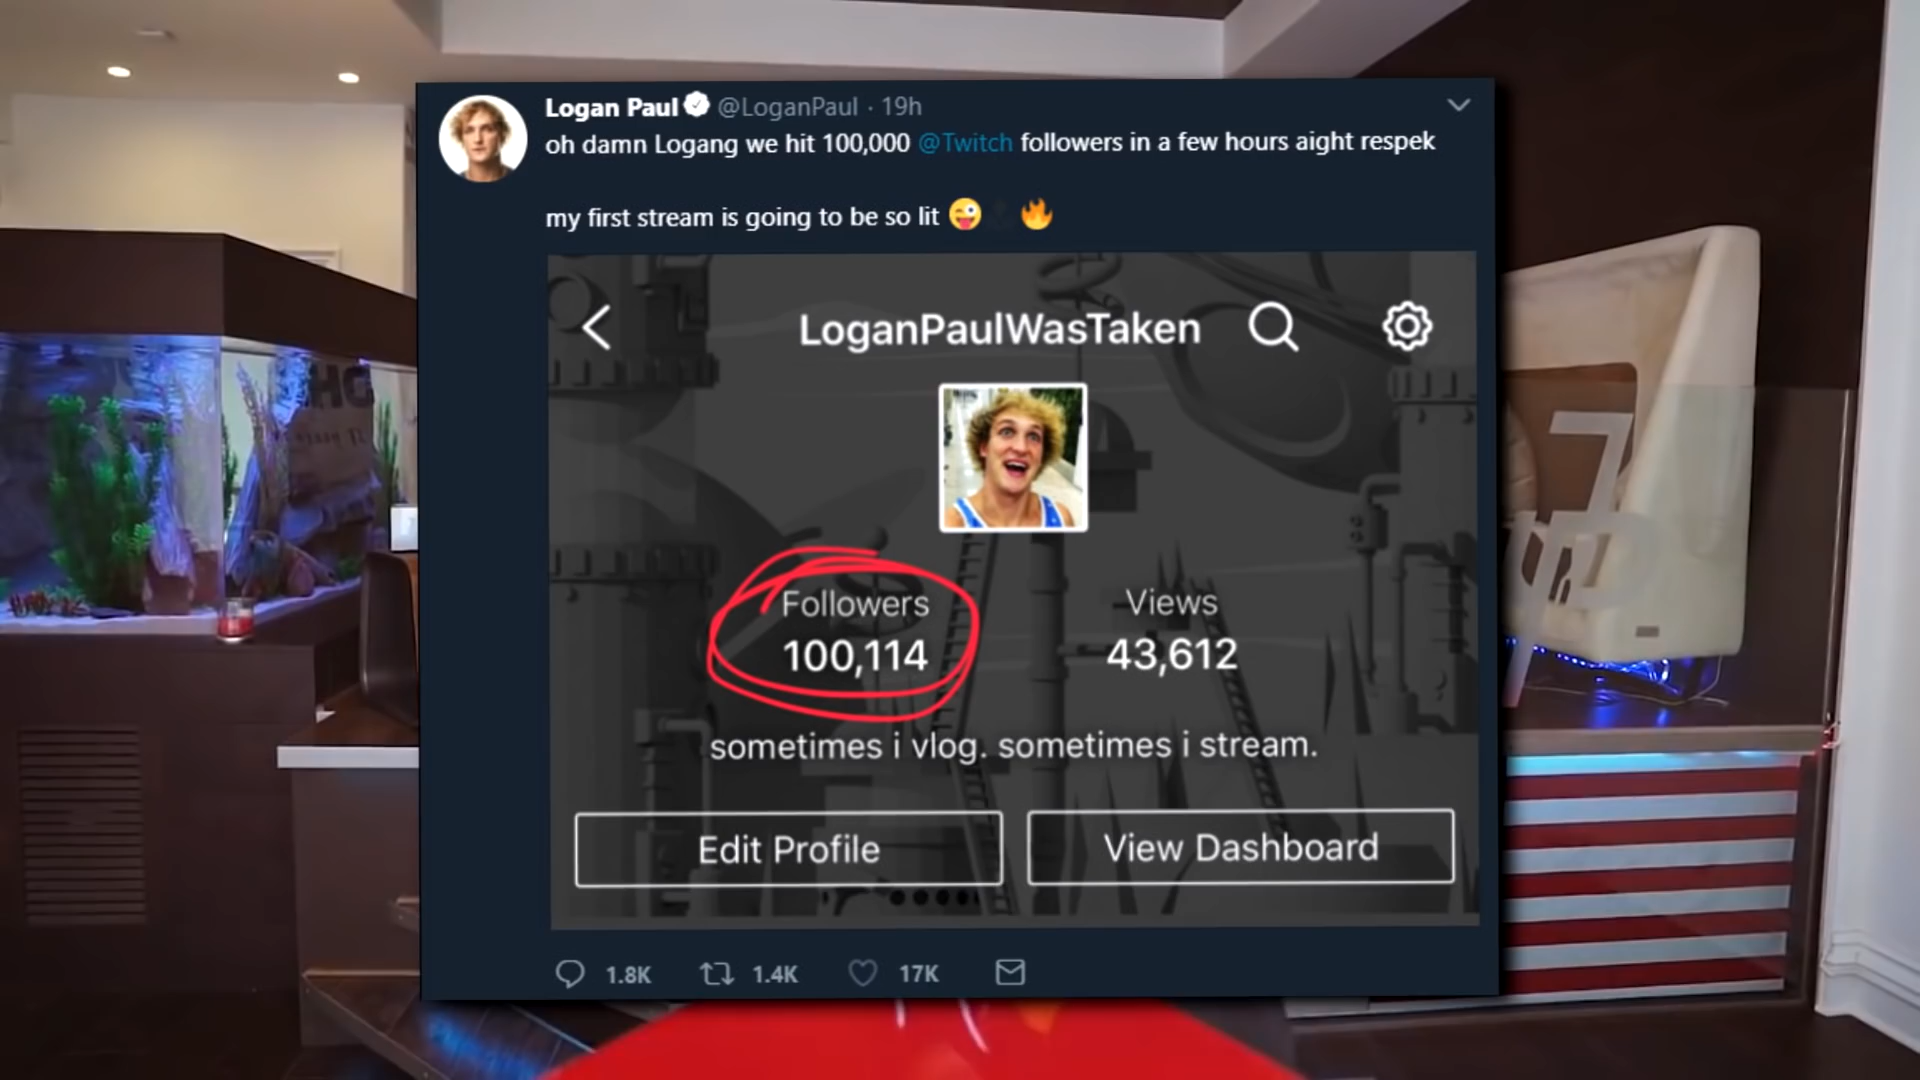 Logan Paul @LoganPaul · 19h
oh damn Logang we hit 100,000 @Twitch followers in a few hours aight respek
my first stream is going to be so lit 😜 🔥
LoganPaulWasTaken
Followers Views
100,114 43,612
sometimes i vlog. sometimes i stream.
Edit Profile View Dashboard
1.8K 1.4K 17K